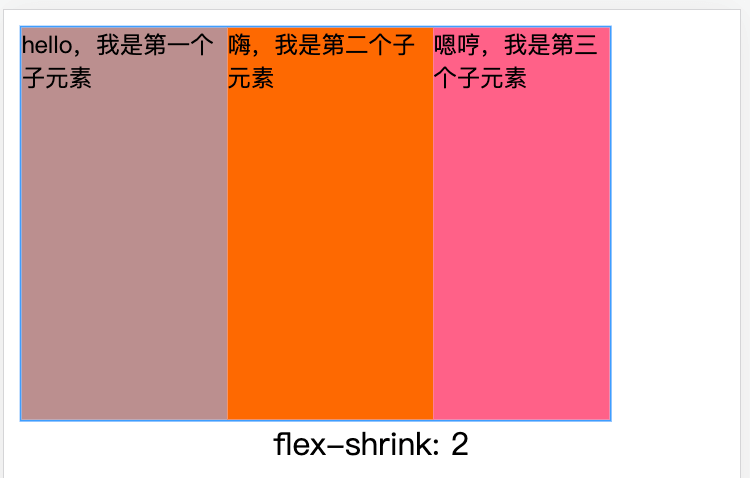 hello，我是第一个
子元素
嗨，我是第二个子
元素
嗯哼，我是第三
个子元素
flex-shrink: 2